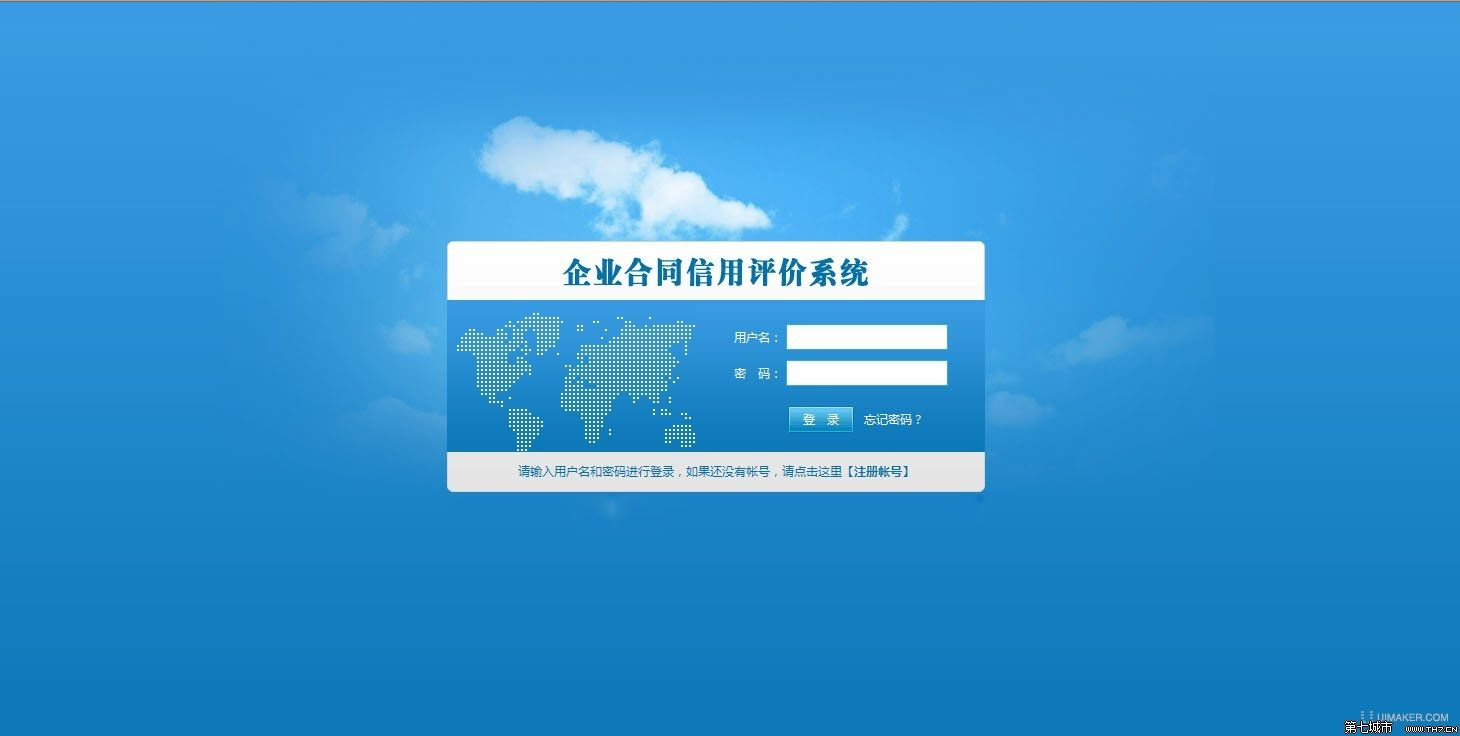 企业合同信用评价系统
用户名：
密 码：
登 录 忘记密码？
请输入用户名和密码进行登录，如果还没有帐号，请点击这里【注册帐号】
UIMAKER.COM
第七城市 WWW.TH7.CN